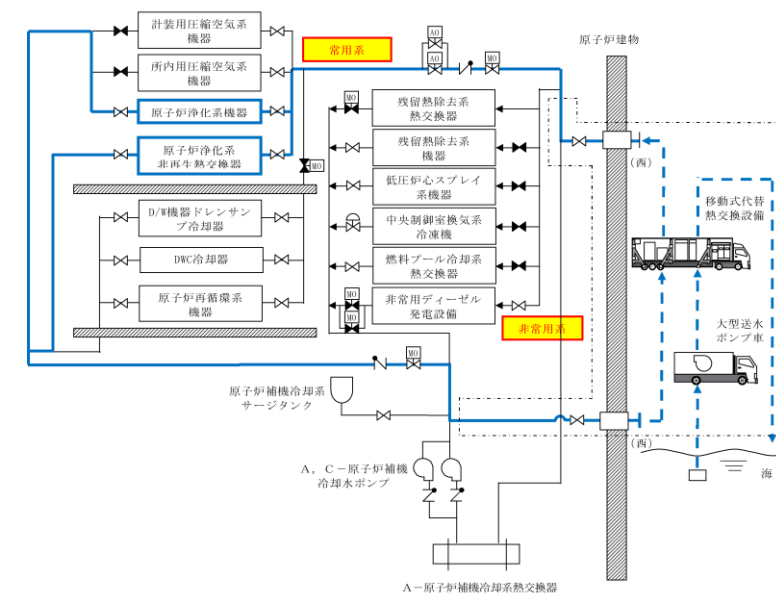 計装用圧縮空気系
機器
所内用圧縮空気系
機器
原子炉浄化系機器
原子炉浄化系
非再生熱交換器
D/W機器ドレンサン
プ冷却器
DWC冷却器
原子炉再循環系
機器
常用系
AO
AO
MO
MO
MO
残留熱除去系
熱交換器
残留熱除去系
機器
低圧炉心スプレイ
系機器
中央制御室換気系
冷凍機
燃料プール冷却系
熱交換器
MO
MO
非常用ディーゼル
発電設備
非常用系
原子炉建物
(西)
移動式代替
熱交換設備
大型送水
ポンプ車
MO
原子炉補機冷却系
サージタンク
(西)
海
A,C-原子炉補機
冷却水ポンプ
A-原子炉補機冷却系熱交換器